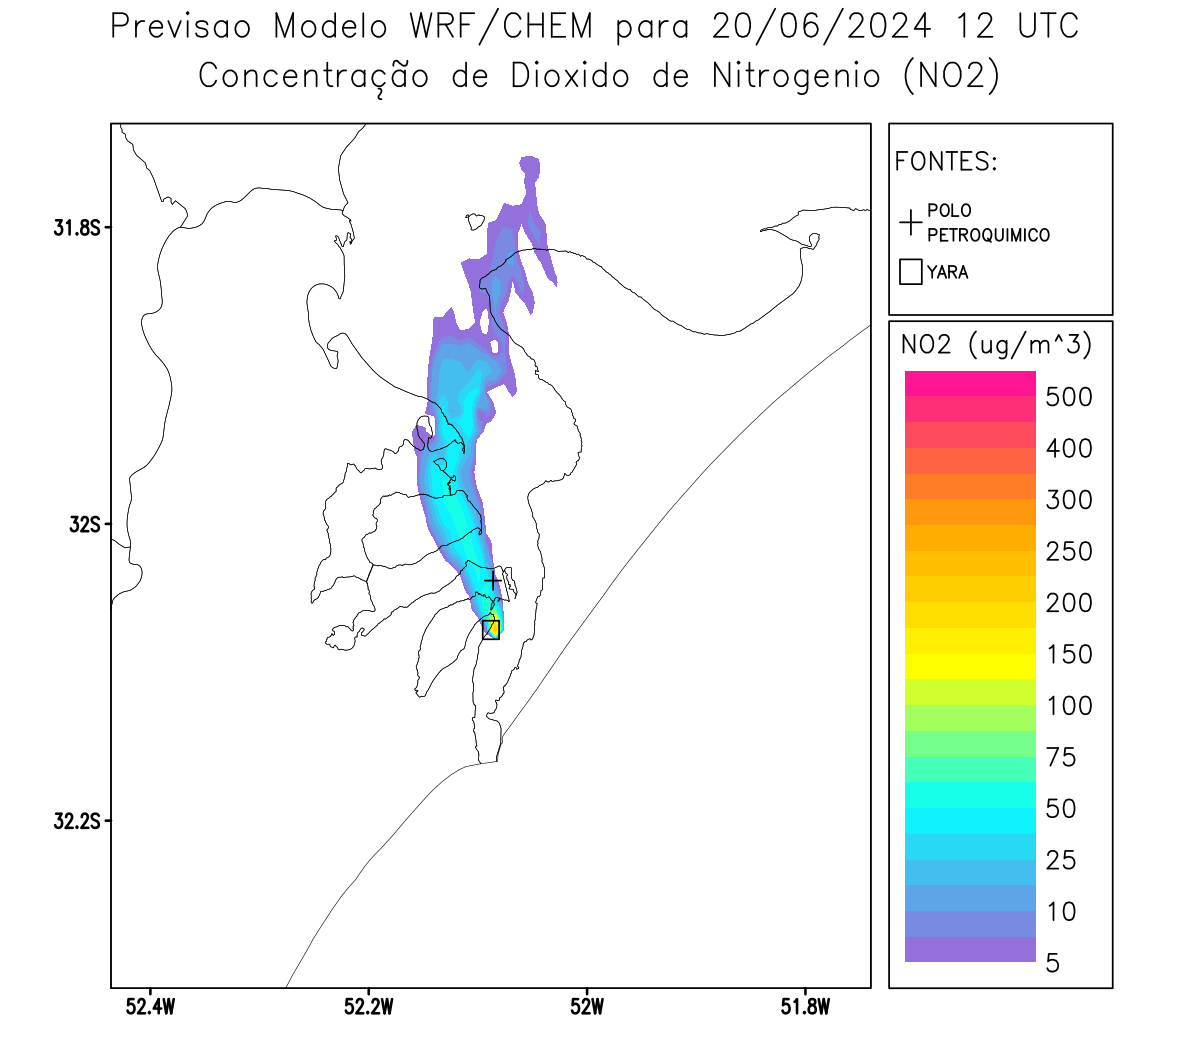 Previsao Modelo WRF/CHEM para 20/06/2024 12 UTC
Concentração de Dioxido de Nitrogenio (NO2)
FONTES:
POLO
PETROQUIMICO
YARA
NO2 (ug/m^3)
500
400
300
250
200
150
100
75
50
25
10
5
31.8S
32S
32.2S
52.4W
52.2W
52W
51.8W